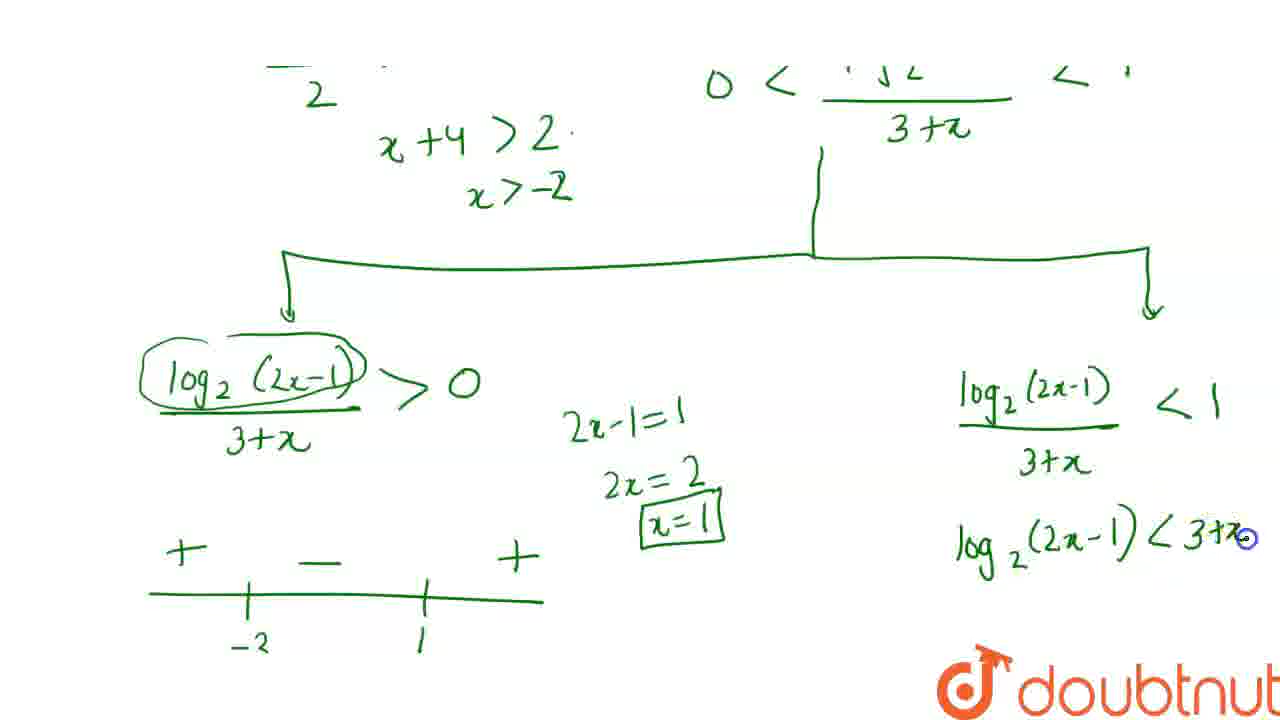 2
x+4 > 2
x > -2
0 < ‾‾‾ / 3+x <
log₂ (2x-1) / 3+x > 0
2x-1 = 1
2x = 2
x = 1
+ − +
-3 1
log₂ (2x-1) / 3+x < 1
log₂ (2x-1) < 3+x
doubtnut